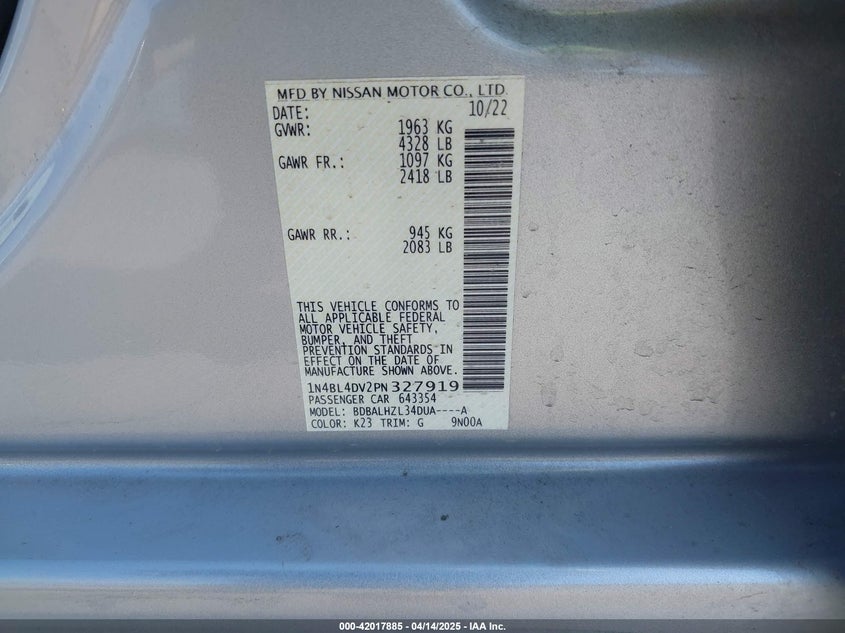 MFD BY NISSAN MOTOR CO., LTD.
DATE: 10/22
GVWR: 1963 KG
4328 LB
GAWR FR.: 1097 KG
2418 LB
GAWR RR.: 945 KG
2083 LB
THIS VEHICLE CONFORMS TO
ALL APPLICABLE FEDERAL
MOTOR VEHICLE SAFETY,
BUMPER, AND THEFT
PREVENTION STANDARDS IN
EFFECT ON THE DATE OF
MANUFACTURE SHOWN ABOVE.
1N4BL4DV2PN327919
PASSENGER CAR 643354
MODEL: BDBALHZL34DUA----A
COLOR: K23 TRIM: G 9N00A
000-42017885 - 04/14/2025 - IAA Inc.